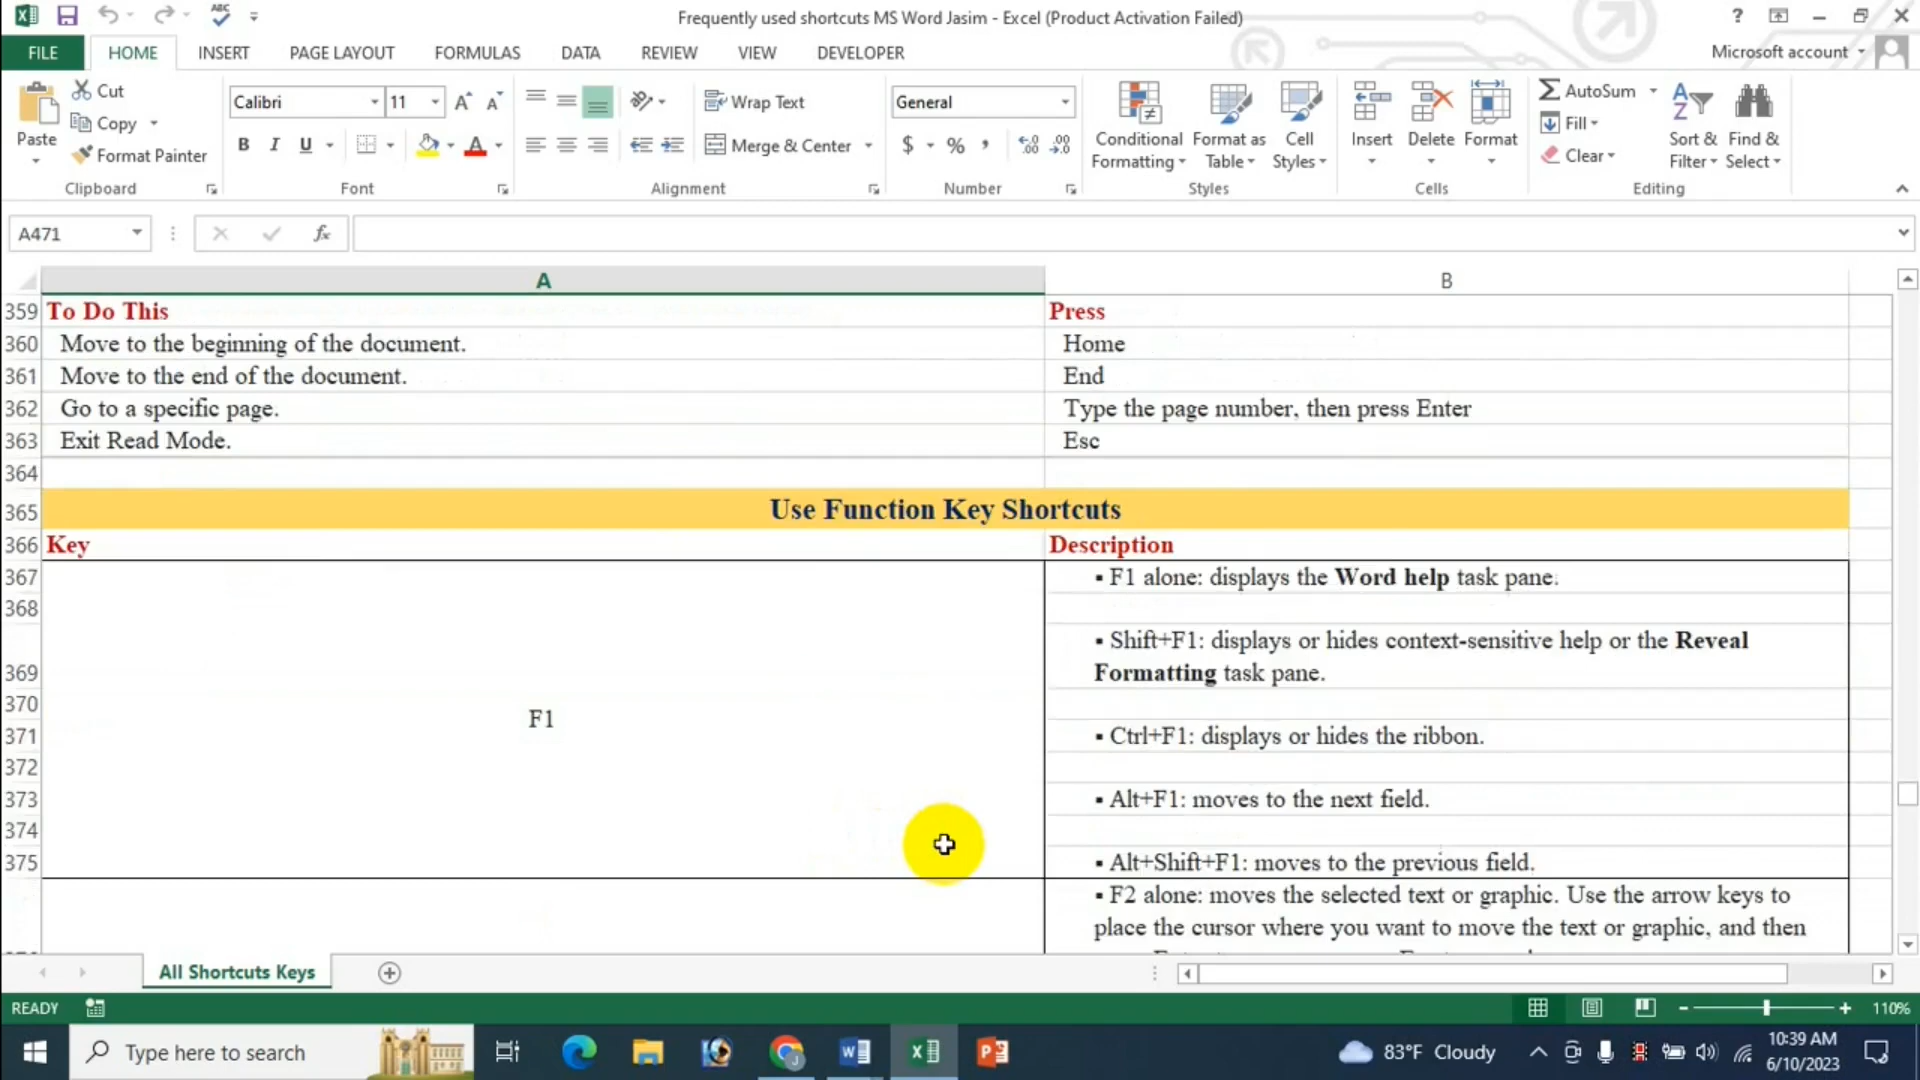 ABC
Frequently used shortcuts MS Word Jasim - Excel (Product Activation Failed)
?
FILE HOME INSERT PAGE LAYOUT FORMULAS DATA REVIEW VIEW DEVELOPER
Microsoft account
Paste
Cut
Copy
Format Painter
Clipboard
Calibri 11
B I U
Font
Wrap Text
Merge & Center
Alignment
General
$ % ,
Number
Conditional Formatting
Format as Table
Cell Styles
Styles
Insert
Delete
Format
Cells
AutoSum
Fill
Clear
Sort & Filter
Find & Select
Editing
A471
fx
A B
359 To Do This Press
360 Move to the beginning of the document. Home
361 Move to the end of the document. End
362 Go to a specific page. Type the page number, then press Enter
363 Exit Read Mode. Esc
364
365 Use Function Key Shortcuts
366 Key Description
367 ▪ F1 alone: displays the Word help task pane.
368
▪ Shift+F1: displays or hides context-sensitive help or the Reveal
369 Formatting task pane.
370
F1
371 ▪ Ctrl+F1: displays or hides the ribbon.
372
373 ▪ Alt+F1: moves to the next field.
374
375 ▪ Alt+Shift+F1: moves to the previous field.
▪ F2 alone: moves the selected text or graphic. Use the arrow keys to
place the cursor where you want to move the text or graphic, and then
All Shortcuts Keys
READY
110%
Type here to search
83°F Cloudy
10:39 AM
6/10/2023